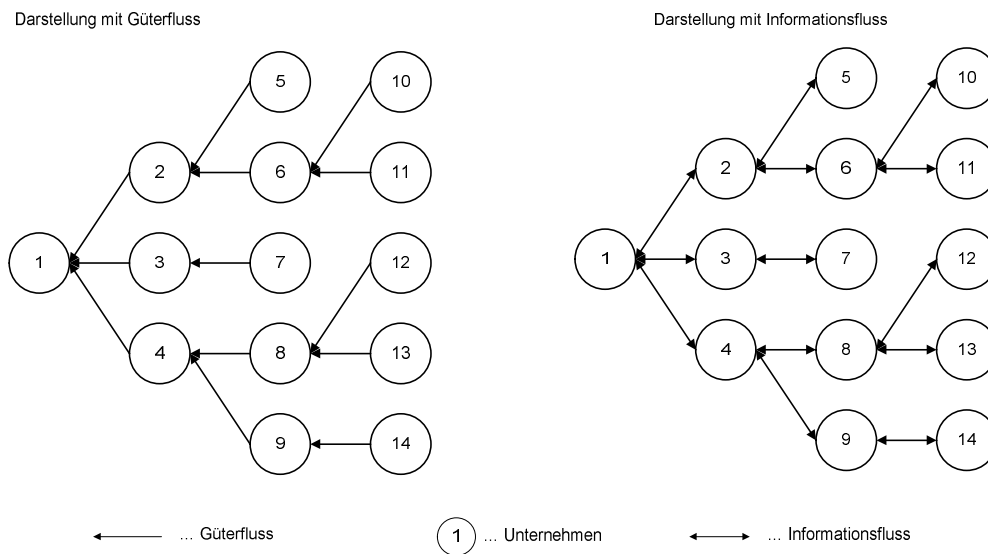 Darstellung mit Güterfluss
Darstellung mit Informationsfluss
5 10
5 10
2 6 11
2 6 11
1 3 7 12
1 3 7 12
4 8 13
4 8 13
9 14
9 14
... Güterfluss
1 ... Unternehmen
... Informationsfluss